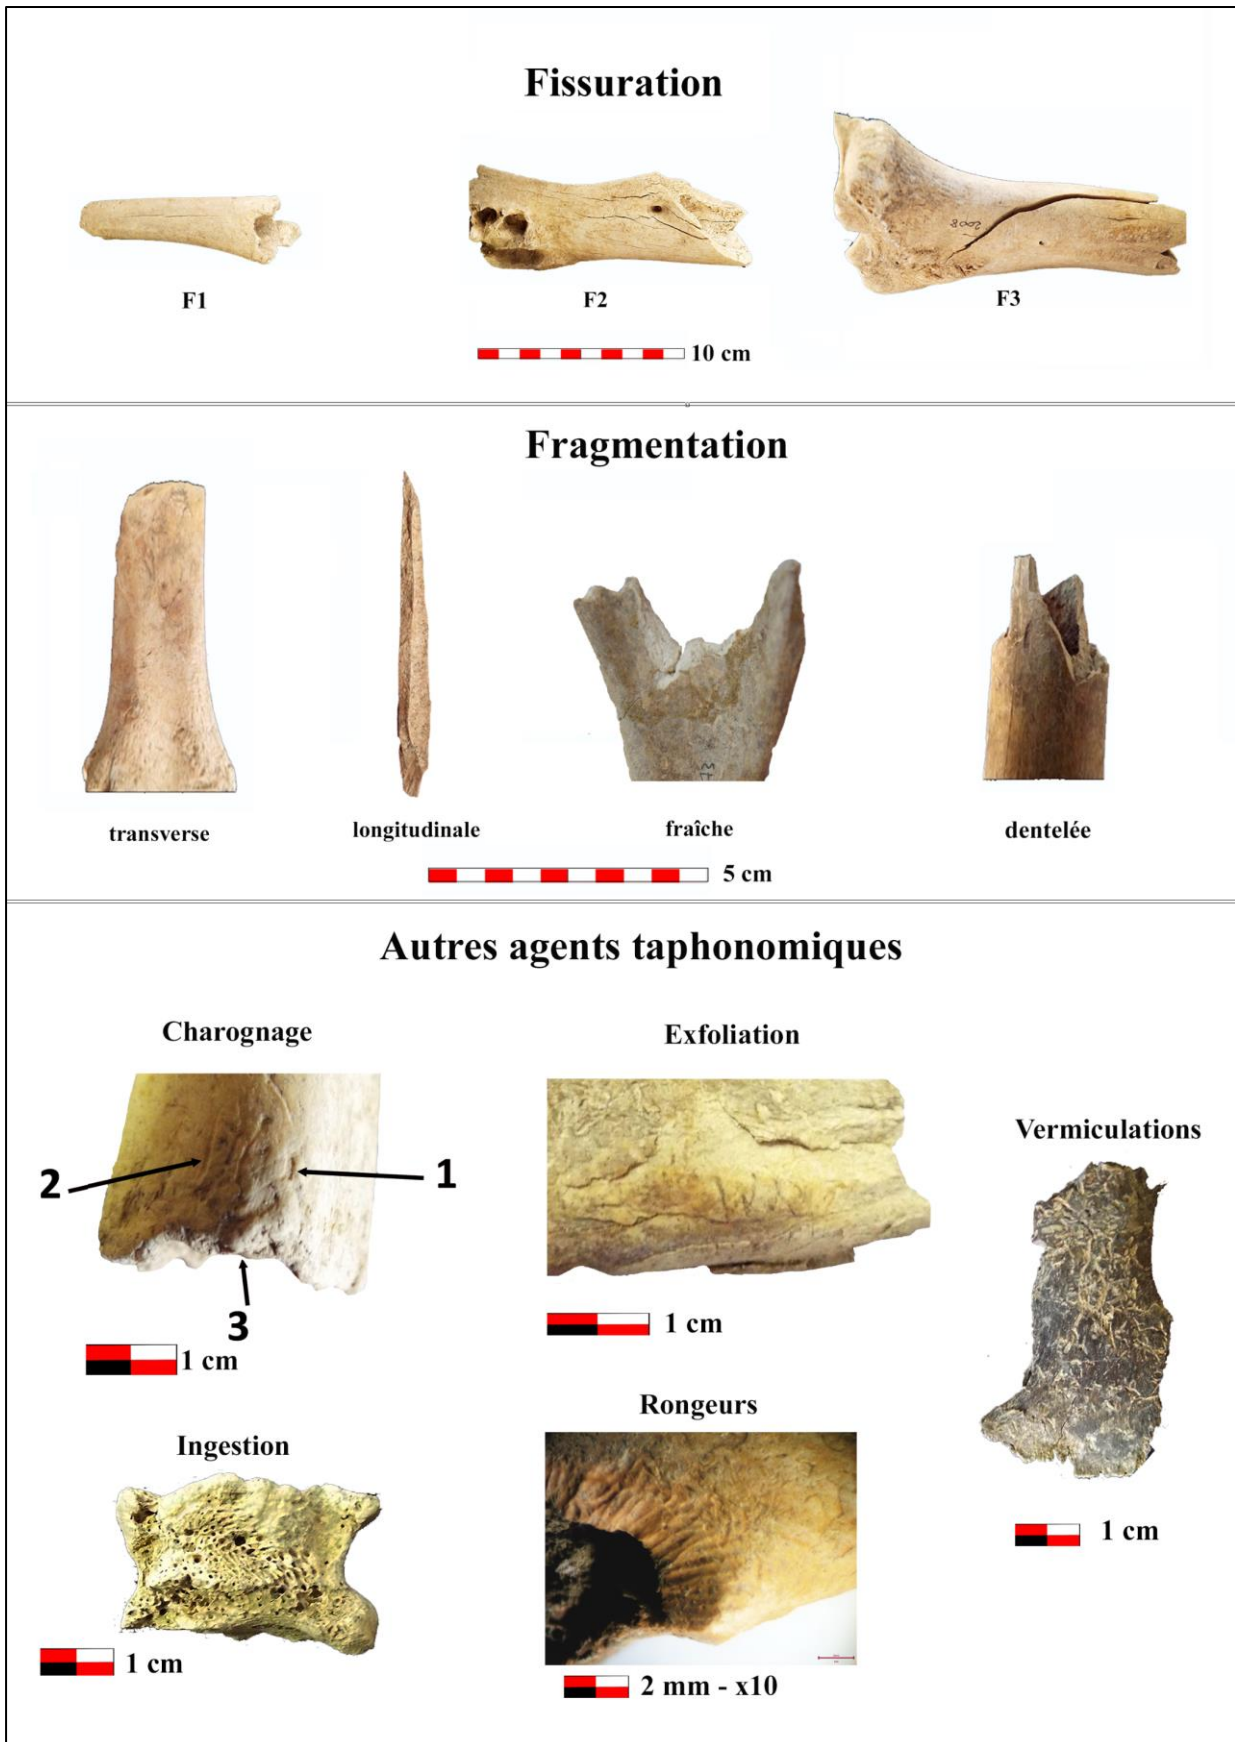 Fissuration
2008
F1
F2
F3
10 cm
Fragmentation
transverse
longitudinale
fraîche
dentelée
5 cm
Autres agents taphonomiques
Charognage
Exfoliation
Vermiculations
2
1
3
1 cm
1 cm
Rongeurs
Ingestion
1 cm
1 cm
2 mm - x10